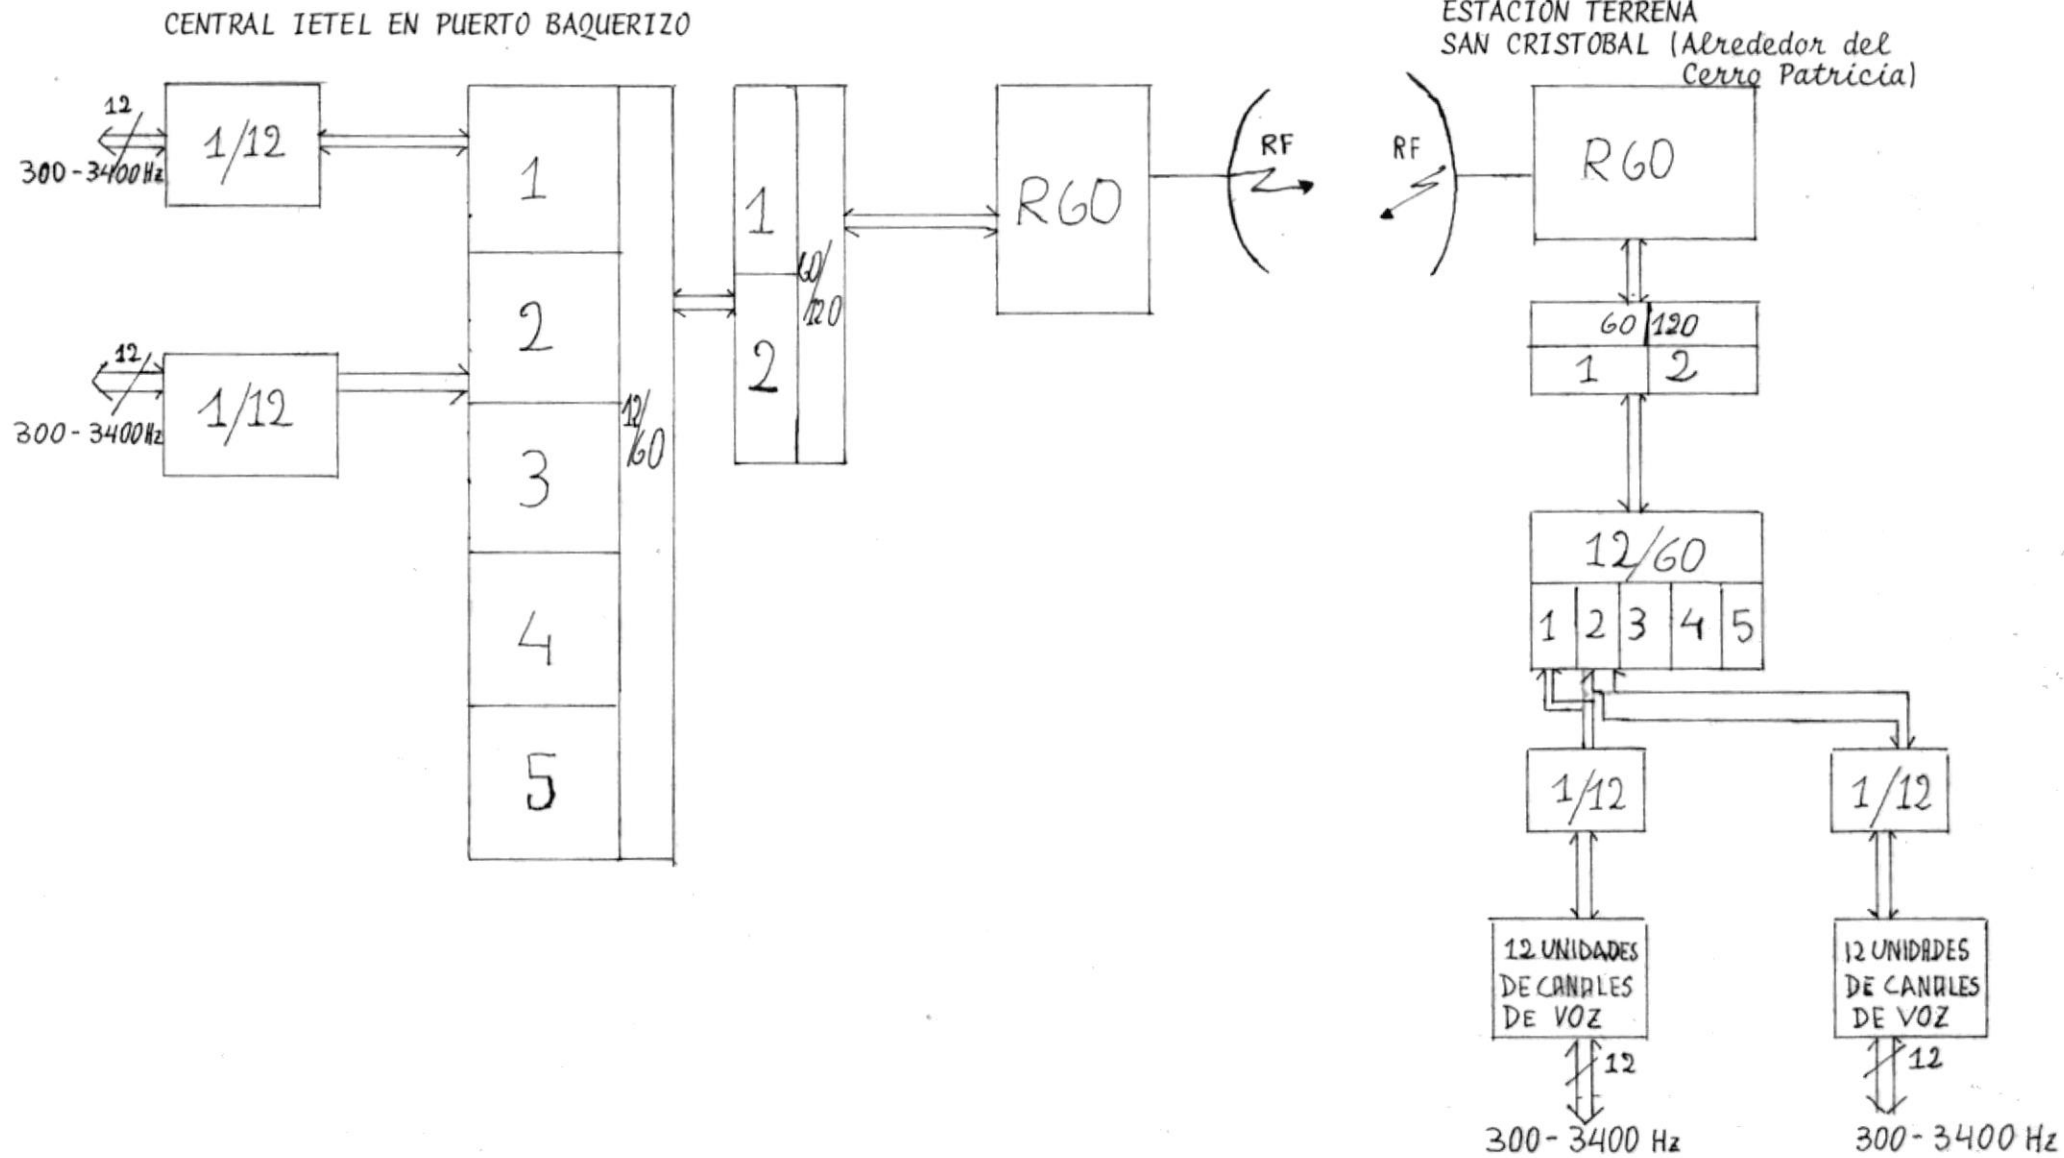 CENTRAL IETEL EN PUERTO BAQUERIZO
12
300-3400Hz
1/12
12
300-3400Hz
1/12
1
2
3
4
5
12/60
1
2
60/120
R60
RF
ESTACION TERRENA
SAN CRISTOBAL (Alrededor del
Cerro Patricia)
RF
R60
60 120
1 2
12/60
1 2 3 4 5
1/12
1/12
12 UNIDADES
DE CANALES
DE VOZ
12 UNIDADES
DE CANALES
DE VOZ
12
12
300-3400 Hz
300-3400 Hz